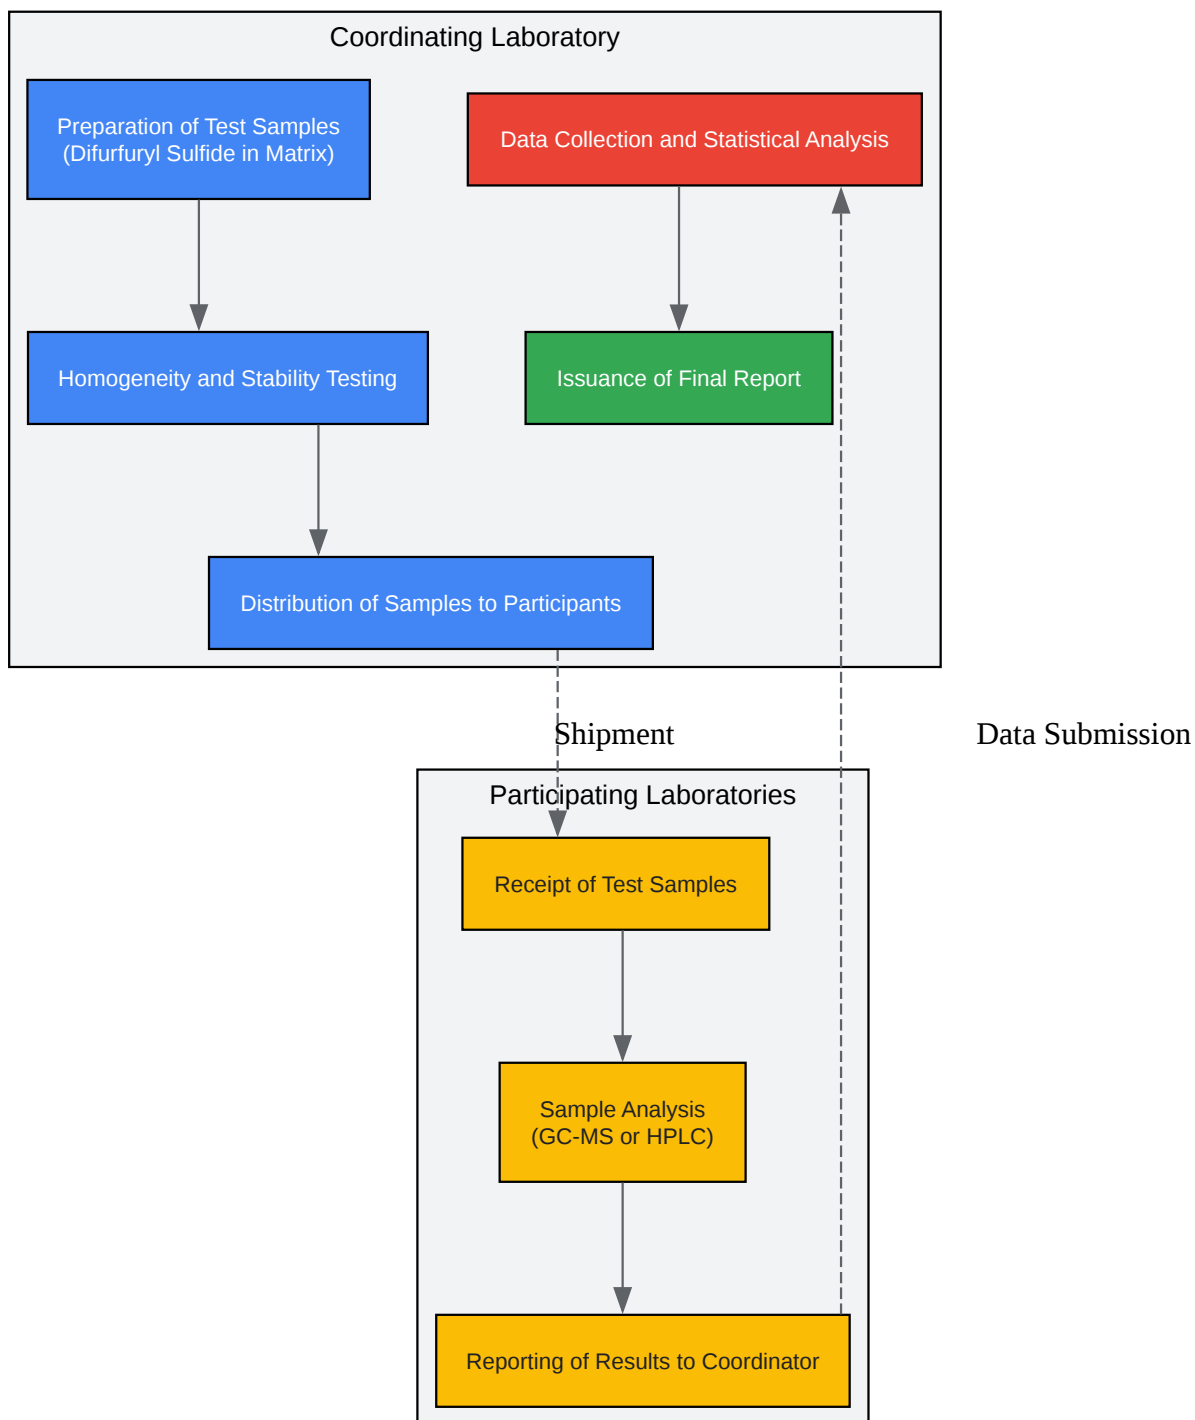 Coordinating Laboratory
Preparation of Test Samples
(Difurfuryl Sulfide in Matrix)
Data Collection and Statistical Analysis
Homogeneity and Stability Testing
Issuance of Final Report
Distribution of Samples to Participants
Shipment
Data Submission
Participating Laboratories
Receipt of Test Samples
Sample Analysis
(GC-MS or HPLC)
Reporting of Results to Coordinator